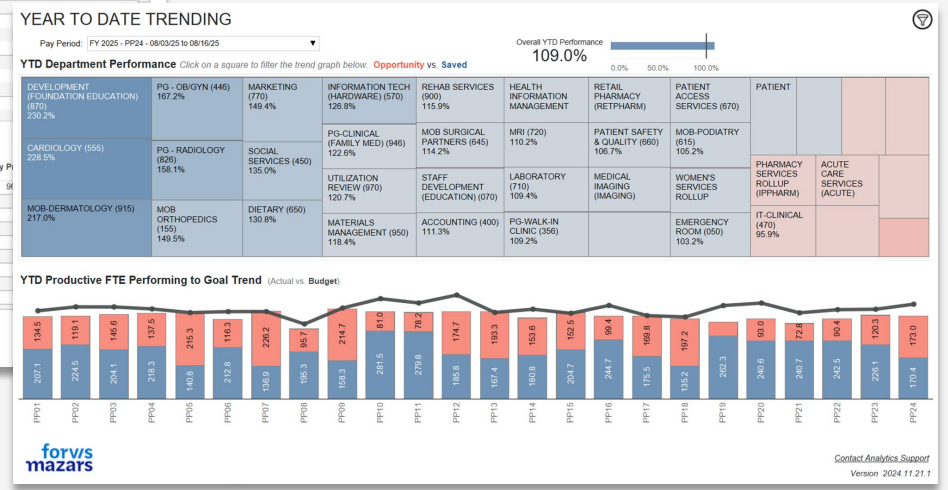 YEAR TO DATE TRENDING
Pay Period: FY 2025 - PP24 - 08/03/25 to 08/16/25
Overall YTD Performance
109.0%
0.0% 50.0% 100.0%
YTD Department Performance Click on a square to filter the trend graph below. Opportunity vs. Saved
DEVELOPMENT
(FOUNDATION EDUCATION)
(870)
230.2%
CARDIOLOGY (555)
228.5%
MOB-DERMATOLOGY (915)
217.0%
PG - OB/GYN (446)
167.2%
PG - RADIOLOGY
(826)
158.1%
MOB
ORTHOPEDICS
(155)
149.5%
MARKETING
(770)
149.4%
SOCIAL
SERVICES (450)
135.0%
DIETARY (650)
130.8%
INFORMATION TECH
(HARDWARE) (570)
126.8%
PG-CLINICAL
(FAMILY MED) (946)
122.6%
UTILIZATION
REVIEW (970)
120.7%
MATERIALS
MANAGEMENT (950)
118.4%
REHAB SERVICES
(900)
115.9%
MOB SURGICAL
PARTNERS (645)
114.2%
STAFF
DEVELOPMENT
(EDUCATION) (070)
ACCOUNTING (400)
111.3%
HEALTH
INFORMATION
MANAGEMENT
MRI (720)
110.2%
LABORATORY
(710)
109.4%
PG-WALK-IN
CLINIC (356)
109.2%
RETAIL
PHARMACY
(RETPHARM)
PATIENT SAFETY
& QUALITY (660)
106.7%
MEDICAL
IMAGING
(IMAGING)
PATIENT
ACCESS
SERVICES (670)
MOB-PODIATRY
(615)
105.2%
WOMEN'S
SERVICES
ROLLUP
EMERGENCY
ROOM (050)
103.2%
PATIENT
PHARMACY
SERVICES
ROLLUP
(IPPHARM)
IT-CLINICAL
(470)
95.9%
ACUTE
CARE
SERVICES
(ACUTE)
YTD Productive FTE Performing to Goal Trend (Actual vs. Budget)
134.5 119.1 145.6 137.5 215.3 116.3 226.2 95.7 214.7 81.0 78.2 174.7 193.3 153.6 152.5 99.4 169.8 197.2 93.0 72.8 90.4 120.3 173.0
207.1 224.5 204.1 218.3 140.8 212.8 136.9 195.3 158.3 281.5 279.8 185.8 167.4 180.8 204.7 244.7 175.5 135.2 262.3 240.6 240.7 242.5 226.1 170.4
PP01 PP02 PP03 PP04 PP05 PP06 PP07 PP08 PP09 PP10 PP11 PP12 PP13 PP14 PP15 PP16 PP17 PP18 PP19 PP20 PP21 PP22 PP23 PP24
forvis
mazars
Contact Analytics Support
Version 2024.11.21.1